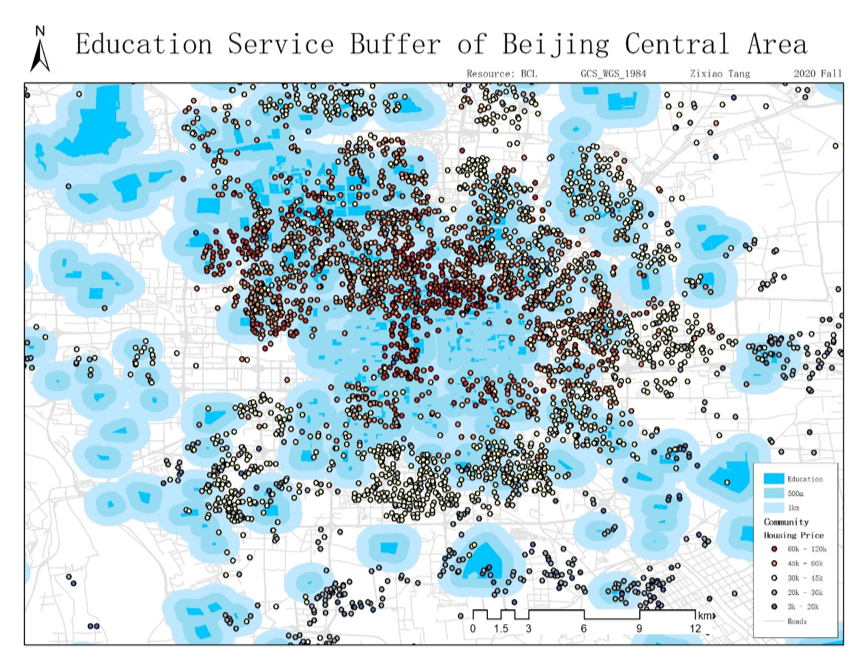 N
Education Service Buffer of Beijing Central Area
Resource: BCL GCS_WGS_1984 Zixiao Tang 2020 Fall
Education
500m
1km
Community
Housing Price
60k - 120k
45k - 60k
30k - 45k
20k - 30k
3k - 20k
Roads
km
0 1.5 3 6 9 12